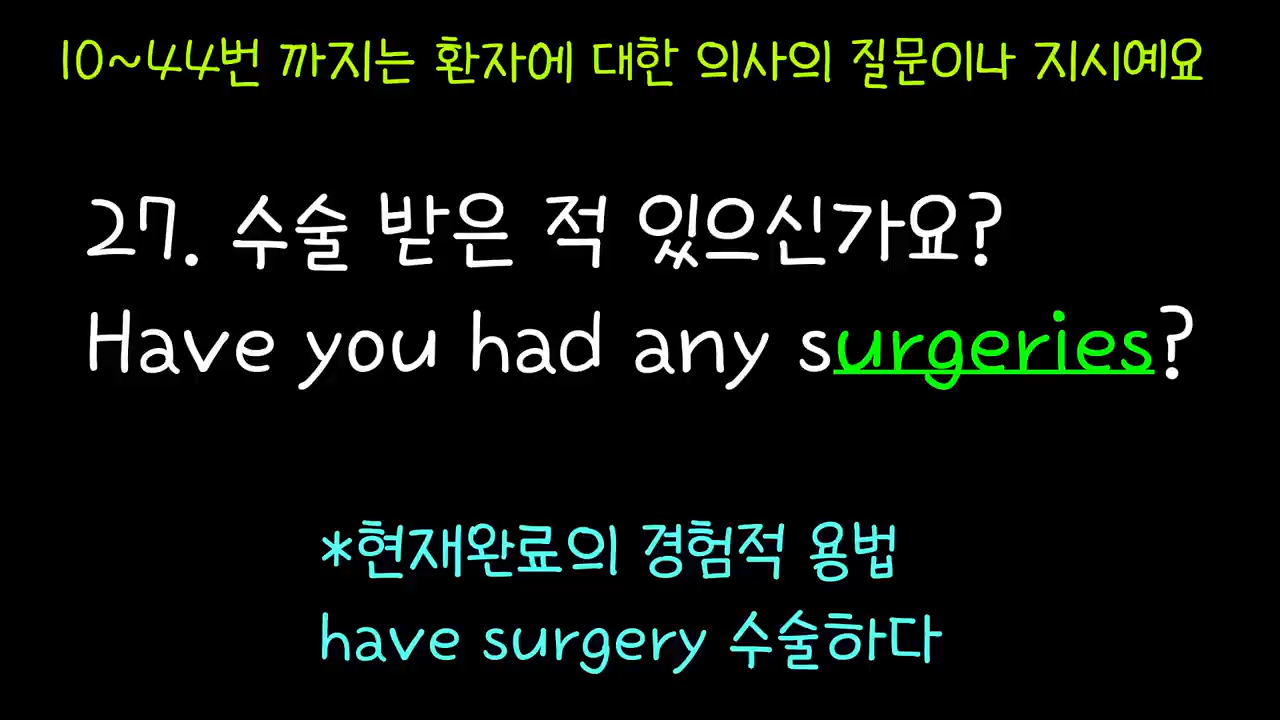 10~44번 까지는 환자에 대한 의사의 질문이나 지시예요
27. 수술 받은 적 있으신가요?
Have you had any surgeries?
*현재완료의 경험적 용법
have surgery 수술하다